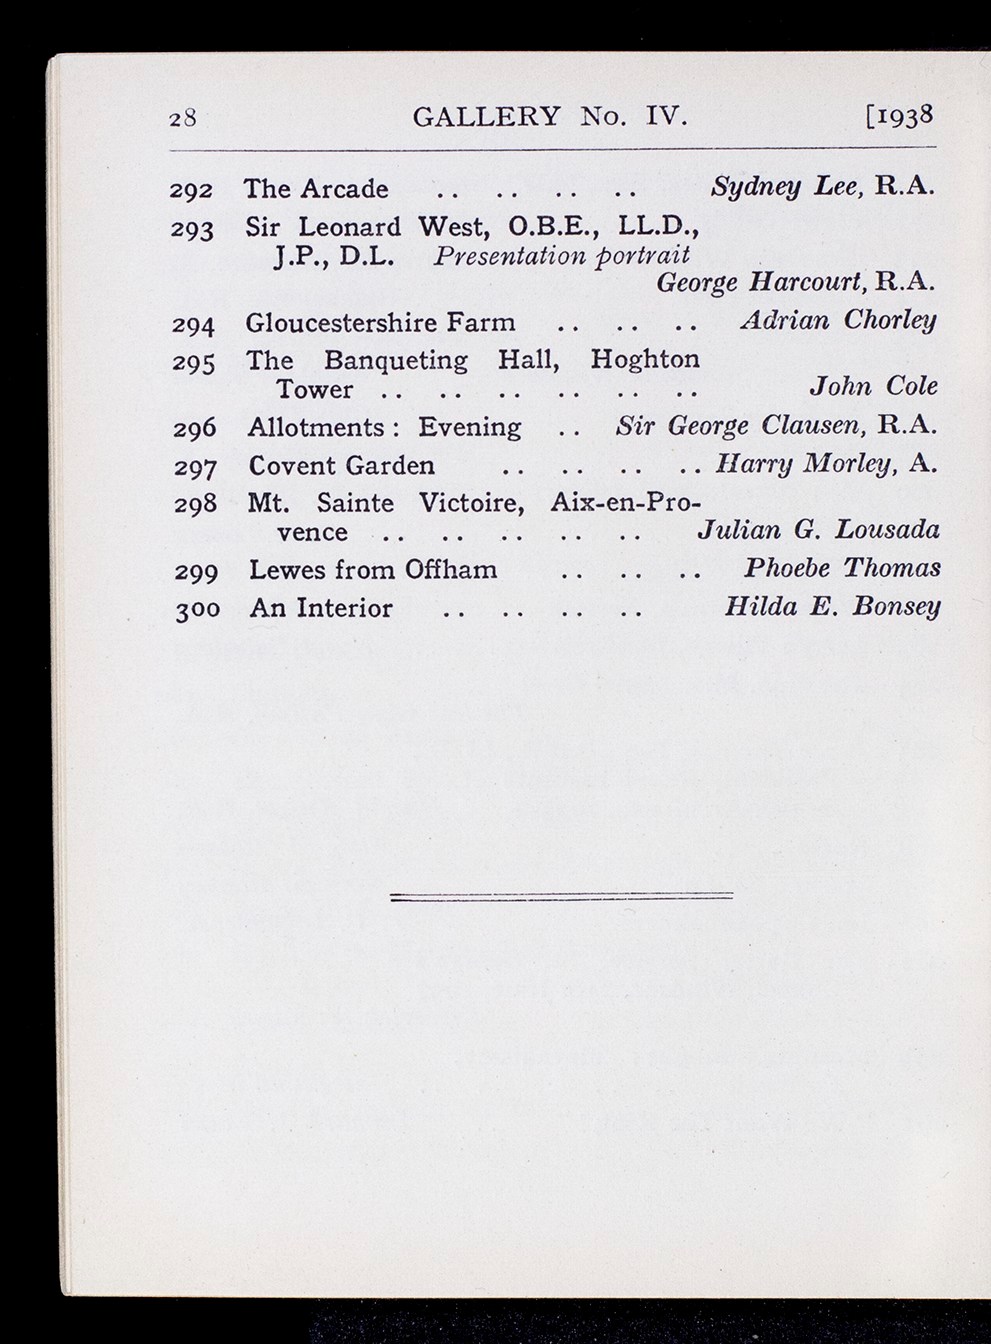 28 GALLERY No. IV. [1938
292 The Arcade .. .. .. .. Sydney Lee, R.A.
293 Sir Leonard West, O.B.E., LL.D.,
J.P., D.L. Presentation portrait
George Harcourt, R.A.
294 Gloucestershire Farm .. .. .. Adrian Chorley
295 The Banqueting Hall, Hoghton
Tower .. .. .. .. .. .. John Cole
296 Allotments : Evening .. Sir George Clausen, R.A.
297 Covent Garden .. .. .. .. Harry Morley, A.
298 Mt. Sainte Victoire, Aix-en-Pro-
vence .. .. .. .. .. Julian G. Lousada
299 Lewes from Offham .. .. .. Phoebe Thomas
300 An Interior .. .. .. .. Hilda E. Bonsey